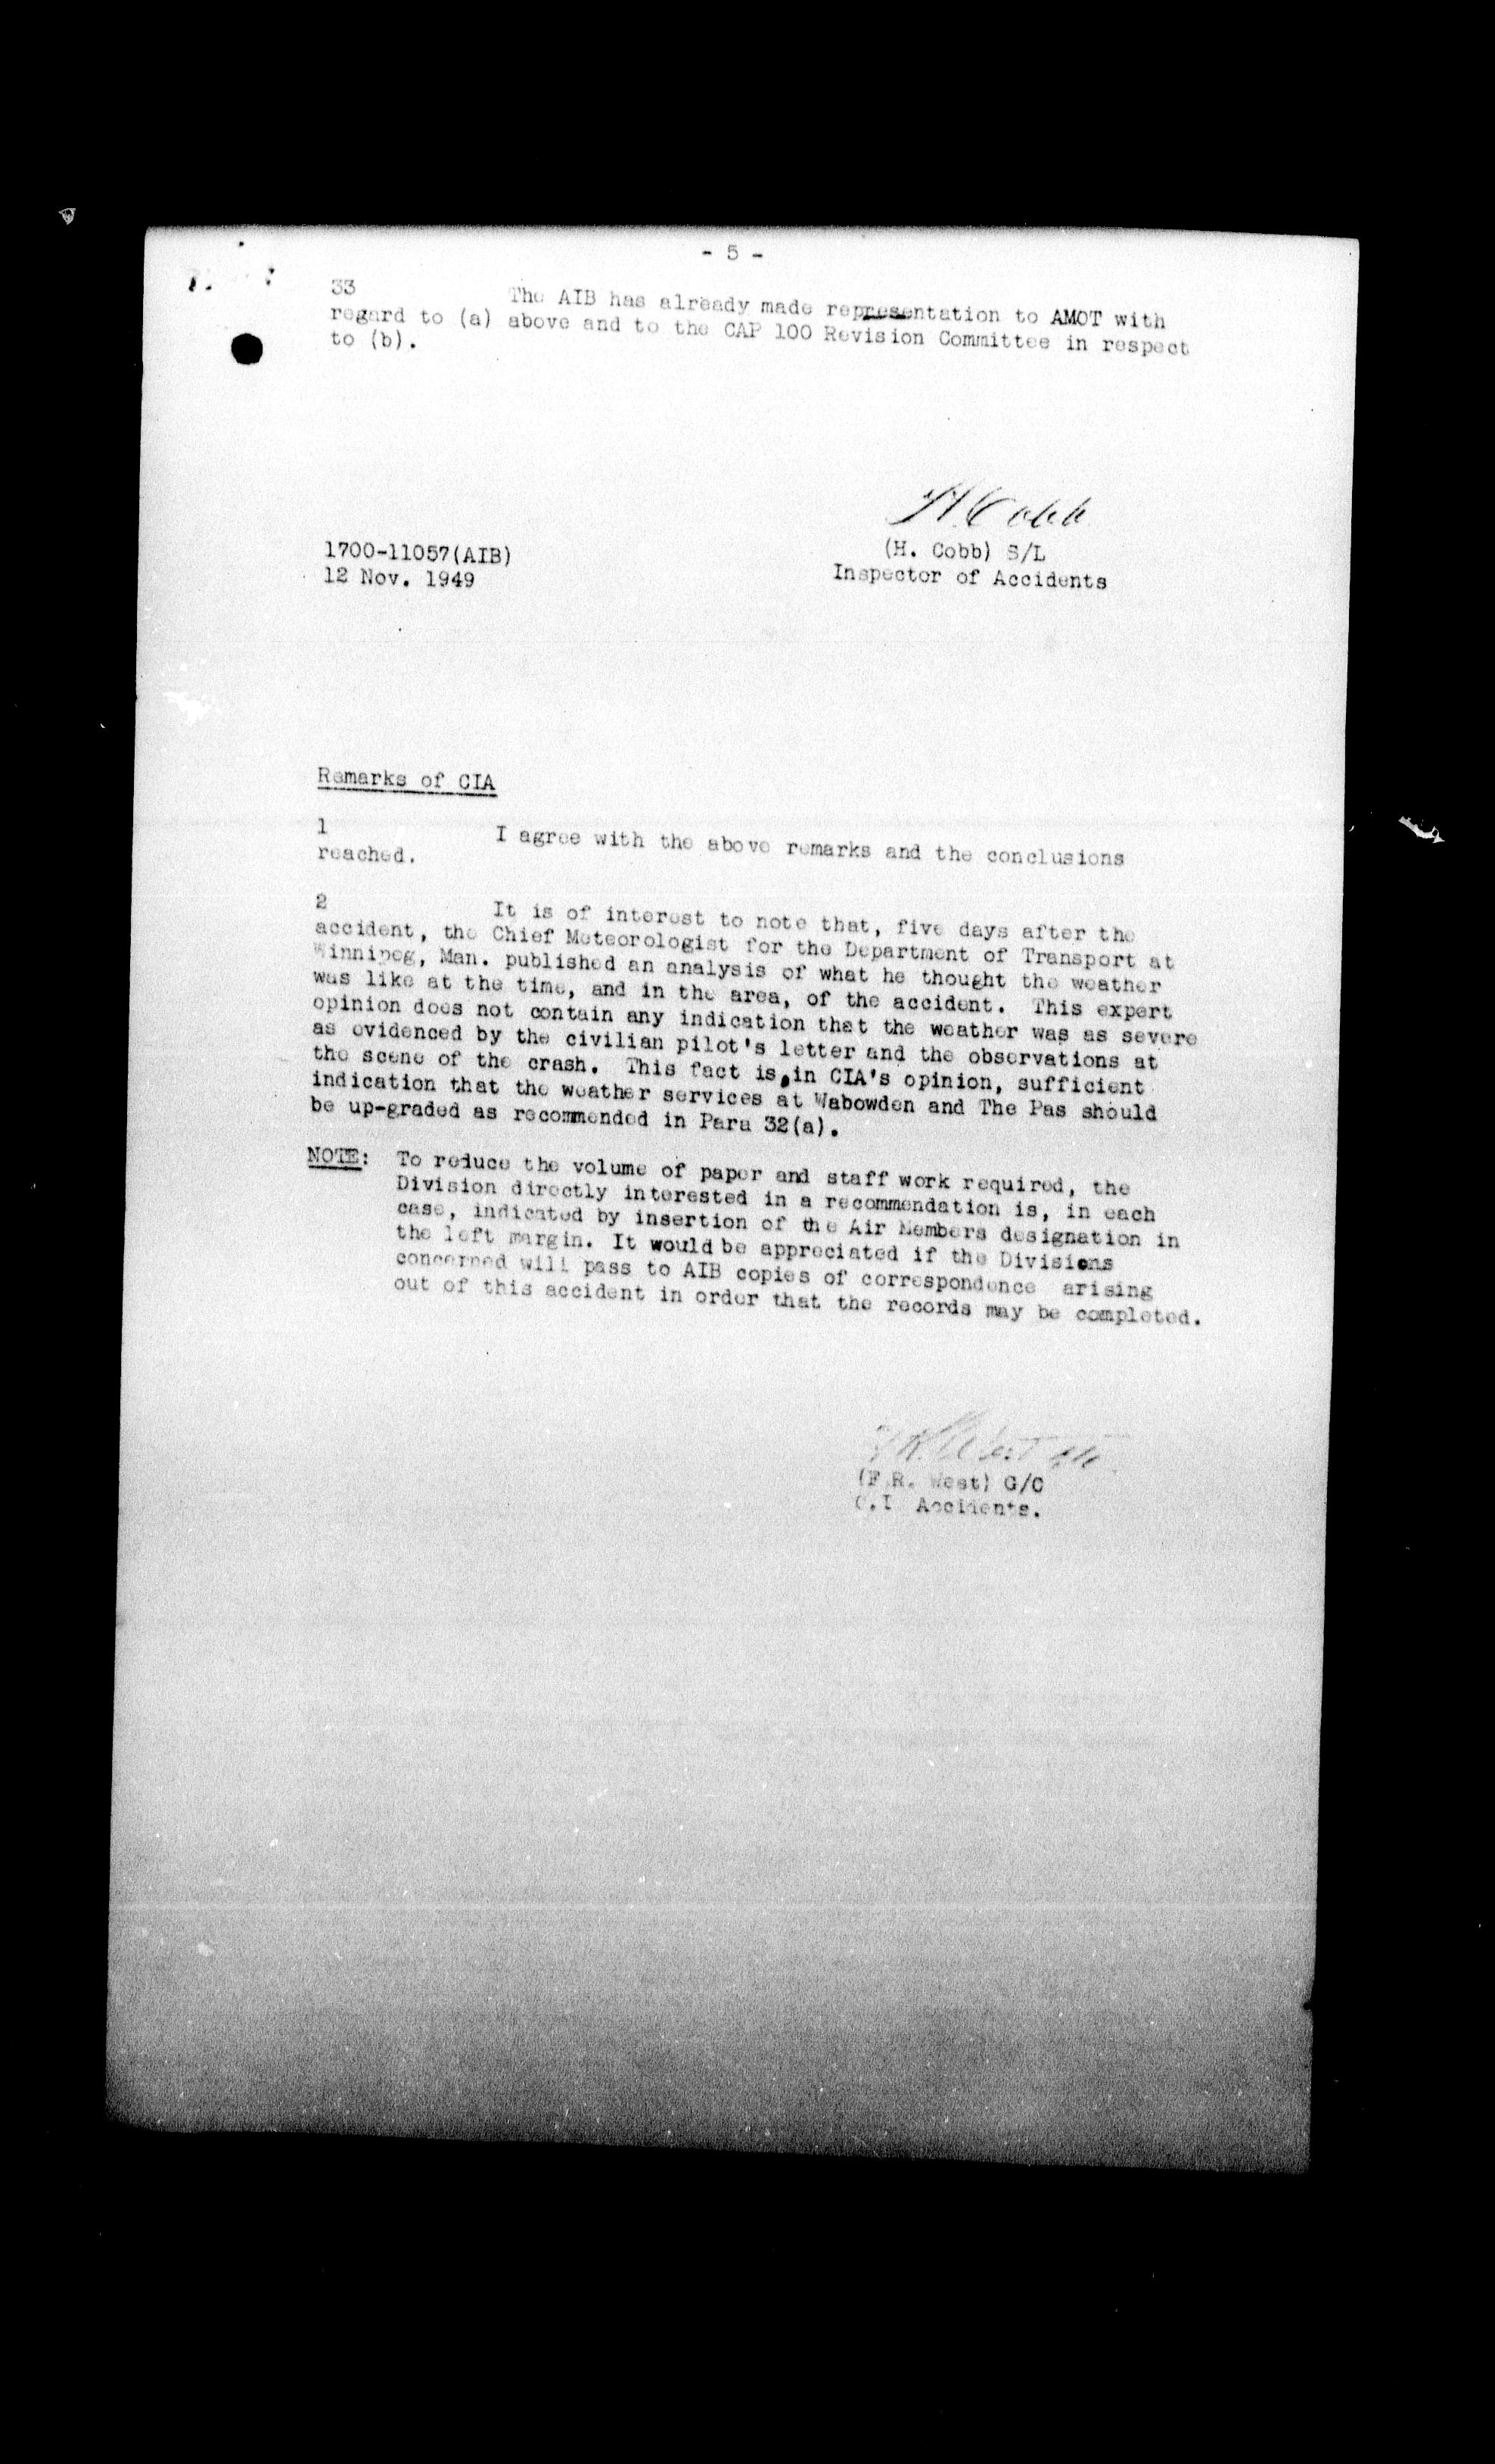 - 5 -
33 The AIB has already made representation to AMOT with
regard to (a) above and to the CAP 100 Revision Committee in respect
to (b).
H Cobb
1700-11057(AIB)
12 Nov. 1949
(H. Cobb) S/L
Inspector of Accidents
Remarks of CIA
1 I agree with the above remarks and the conclusions
reached.
2 It is of interest to note that, five days after the
accident, the Chief Meteorologist for the Department of Transport at
Winnipeg, Man. published an analysis of what he thought the weather
was like at the time, and in the area, of the accident. This expert
opinion does not contain any indication that the weather was as severe
as evidenced by the civilian pilot's letter and the observations at
the scene of the crash. This fact is, in CIA's opinion, sufficient
indication that the weather services at Wabowden and The Pas should
be up-graded as recommended in Para 32(a).
NOTE: To reduce the volume of paper and staff work required, the
Division directly interested in a recommendation is, in each
case, indicated by insertion of the Air Members designation in
the left margin. It would be appreciated if the Divisions
concerned will pass to AIB copies of correspondence arising
out of this accident in order that the records may be completed.
(F.R. West) G/C
C.I Accidents.